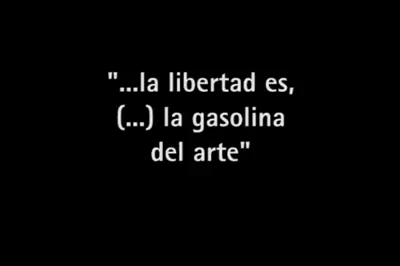 "...la libertad es,
(...) la gasolina
del arte"